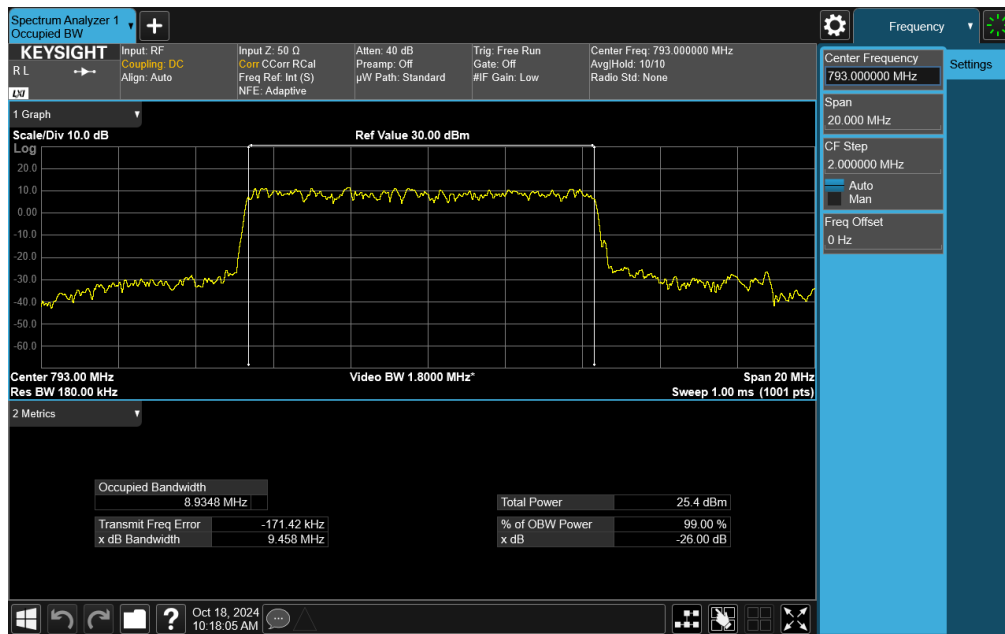 Spectrum Analyzer 1
Occupied BW
+
Frequency
KEYSIGHT
R L
LXI
Input: RF
Coupling: DC
Align: Auto
Input Z: 50 Ω
Corr CCorr RCal
Freq Ref: Int (S)
NFE: Adaptive
Atten: 40 dB
Preamp: Off
µW Path: Standard
Trig: Free Run
Gate: Off
#IF Gain: Low
Center Freq: 793.000000 MHz
Avg|Hold: 10/10
Radio Std: None
Center Frequency
793.000000 MHz
Settings
Span
20.000 MHz
CF Step
2.000000 MHz
Auto
Man
Freq Offset
0 Hz
1 Graph
Scale/Div 10.0 dB
Ref Value 30.00 dBm
Log
20.0
10.0
0.00
-10.0
-20.0
-30.0
-40.0
-50.0
-60.0
Center 793.00 MHz
Video BW 1.8000 MHz*
Span 20 MHz
Res BW 180.00 kHz
Sweep 1.00 ms (1001 pts)
2 Metrics
Occupied Bandwidth
8.9348 MHz
Total Power 25.4 dBm
Transmit Freq Error -171.42 kHz
% of OBW Power 99.00 %
x dB Bandwidth 9.458 MHz
x dB -26.00 dB
?
Oct 18, 2024
10:18:05 AM